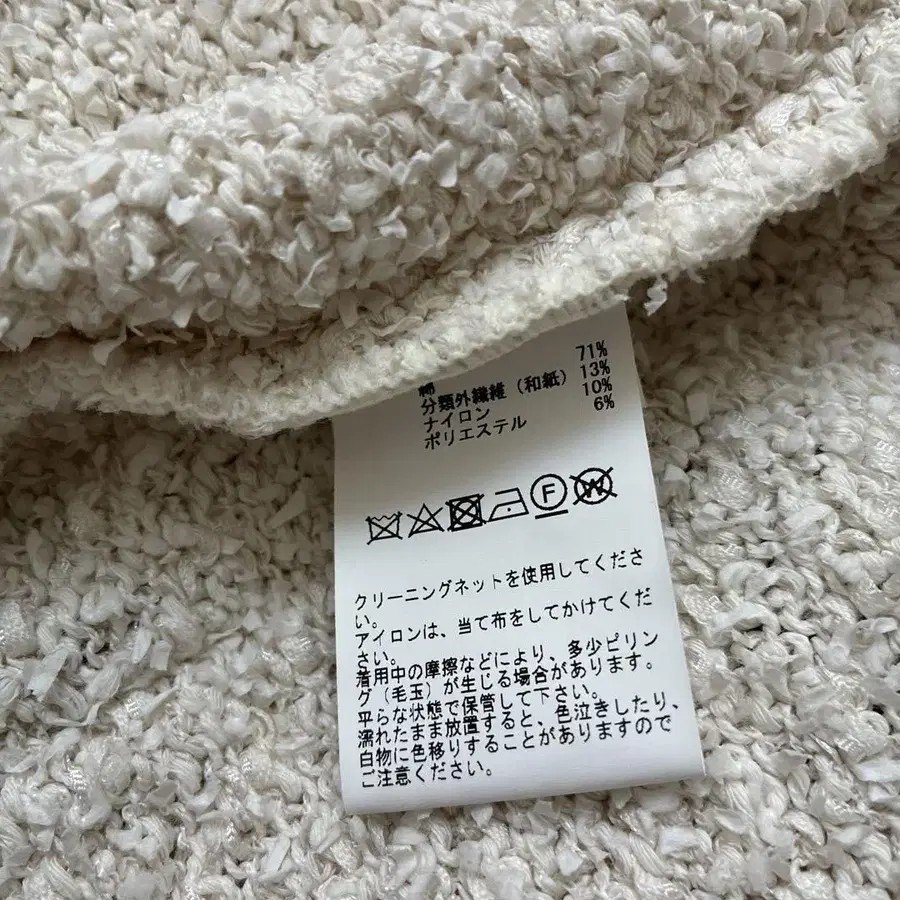 綿 71%
分類外繊維（和紙） 13%
ナイロン 10%
ポリエステル 6%
F
W
クリーニングネットを使用してくださ
い。
アイロンは、当て布をしてかけてくだ
さい。
着用中の摩擦などにより、多少ピリン
グ（毛玉）が生じる場合があります。
平らな状態で保管して下さい。
濡れたまま放置すると、色泣きしたり、
白物に色移りすることがありますので
ご注意ください。